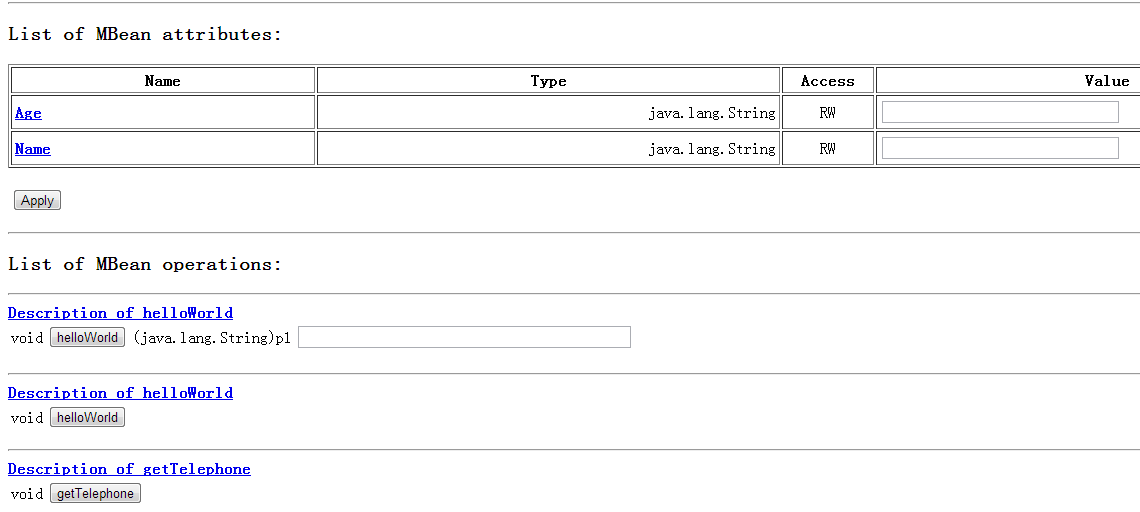 List of MBean attributes:
Name Type Access Value
Age java.lang.String RW
Name java.lang.String RW
Apply
List of MBean operations:
Description of helloWorld
void helloWorld (java.lang.String)p1
Description of helloWorld
void helloWorld
Description of getTelephone
void getTelephone